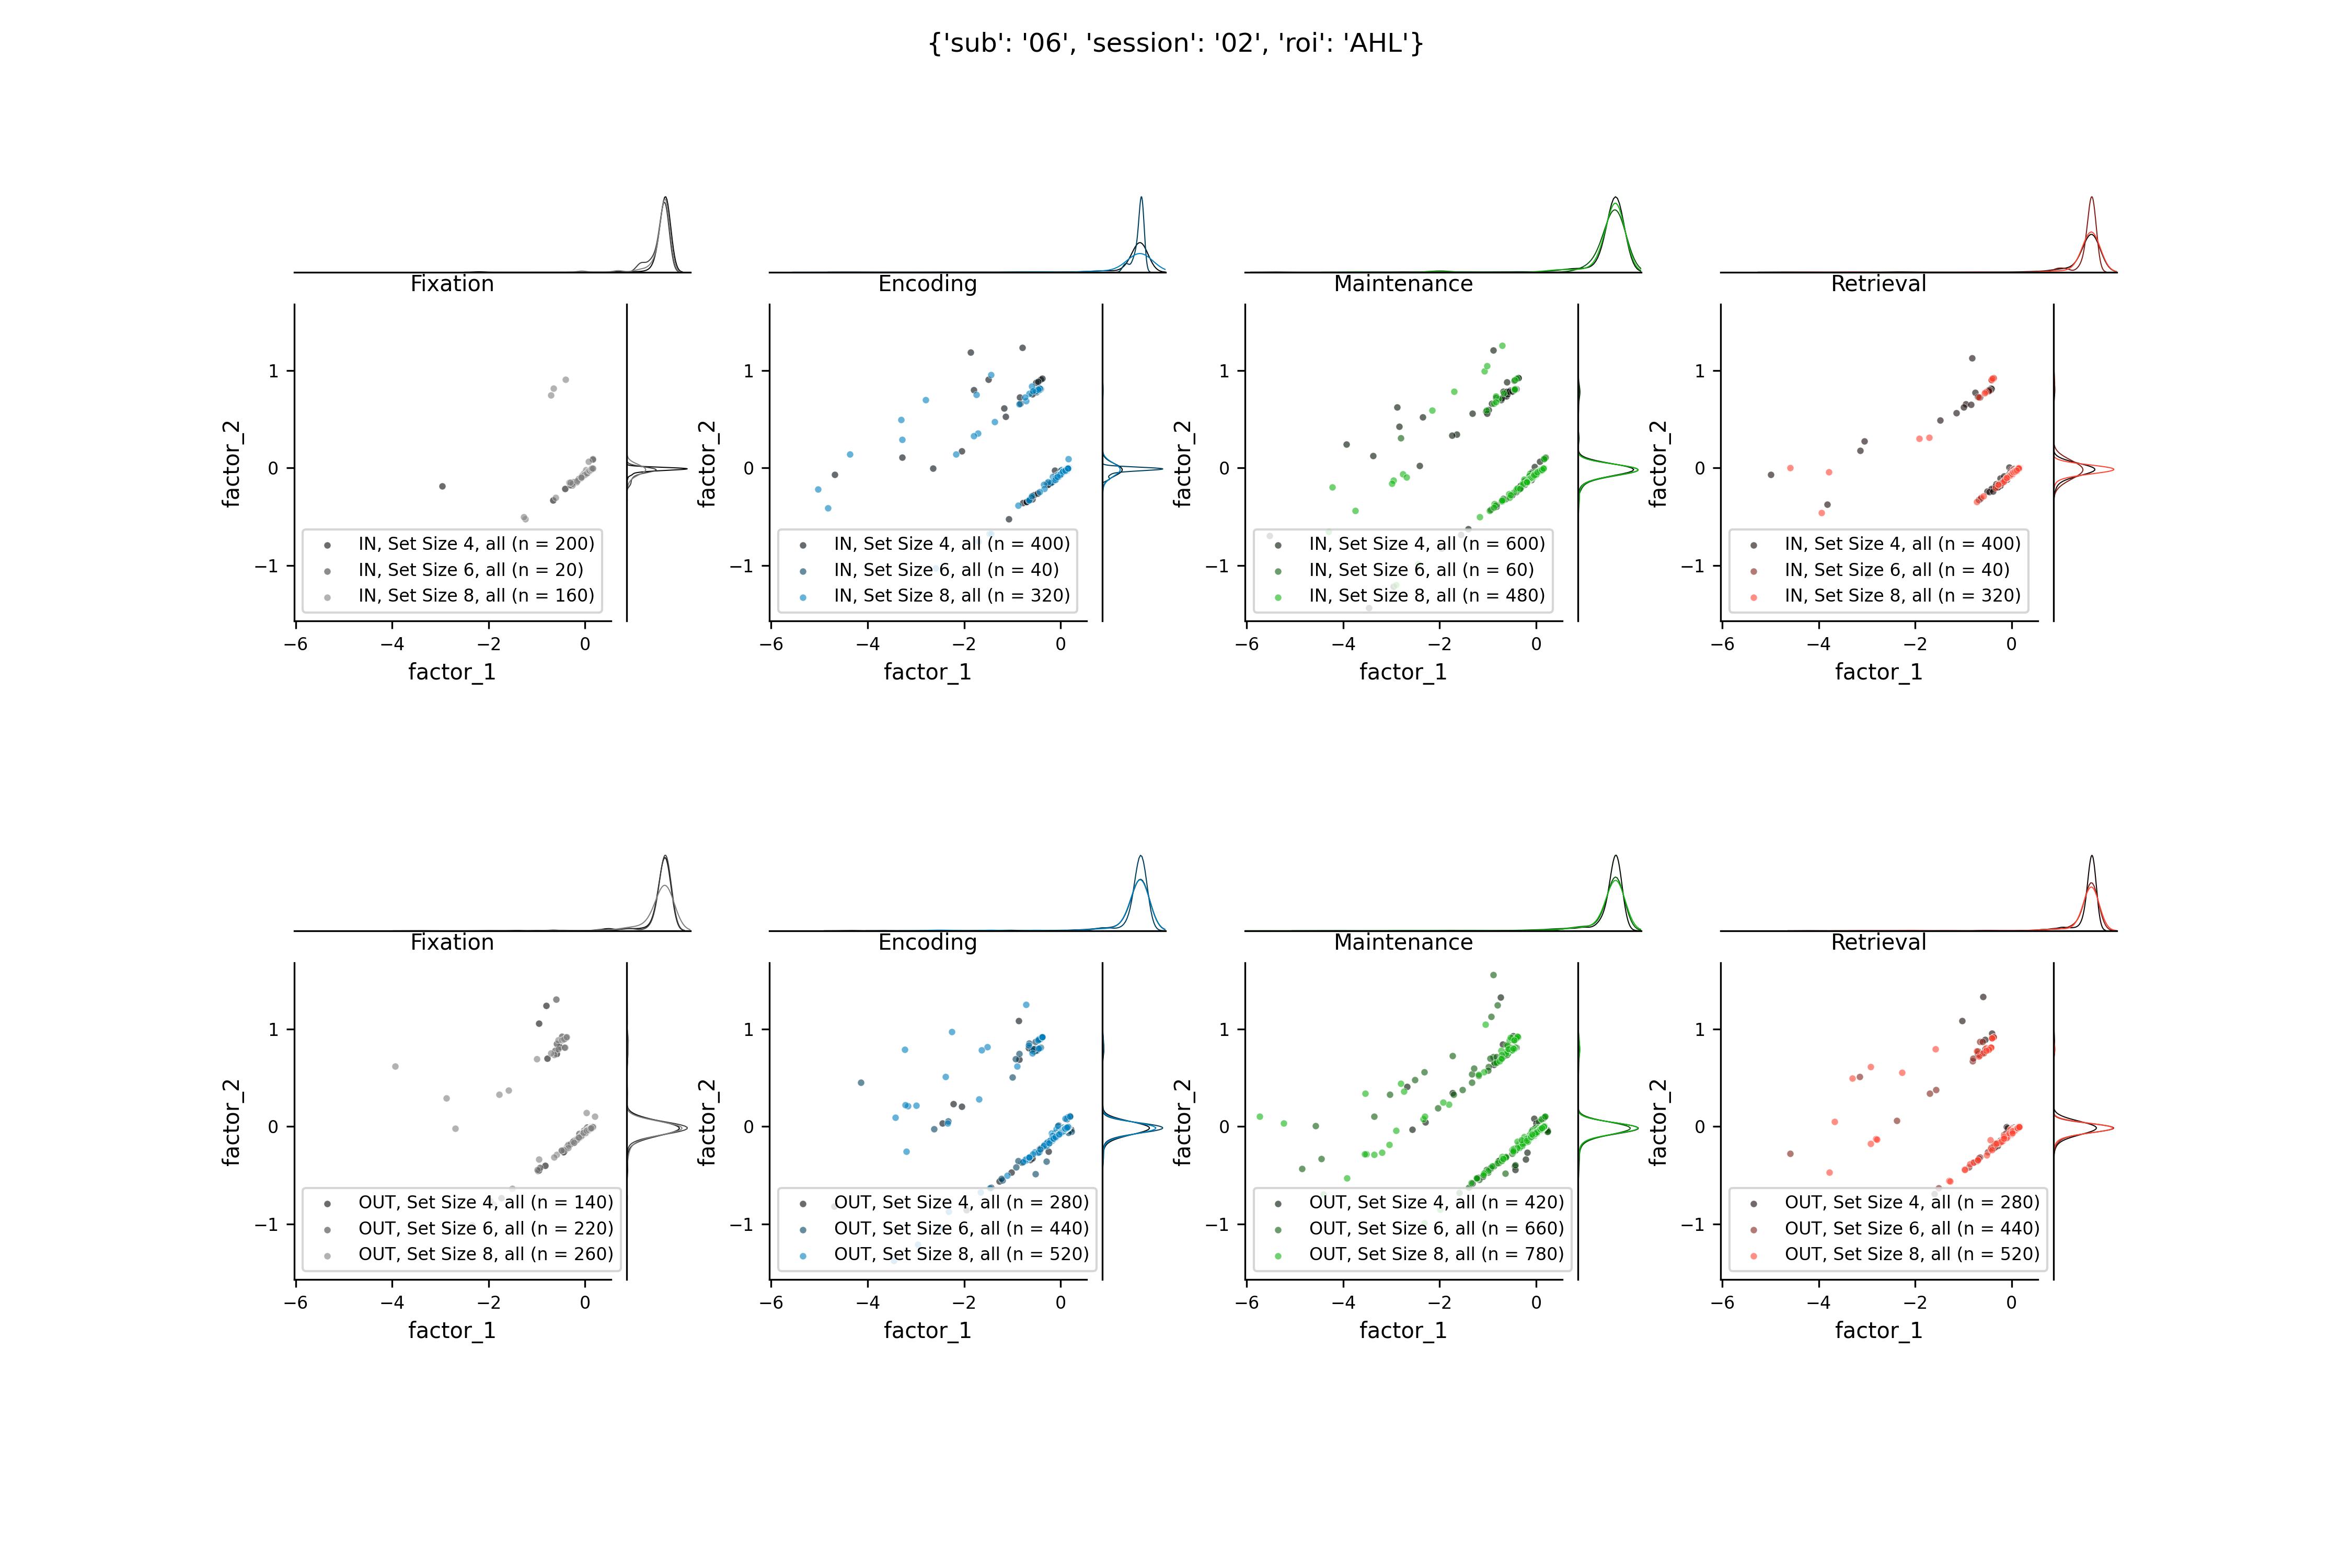 {'sub': '06', 'session': '02', 'roi': 'AHL'}
Fixation
factor_2
1
0
−1
IN, Set Size 4, all (n = 200)
IN, Set Size 6, all (n = 20)
IN, Set Size 8, all (n = 160)
−6 −4 −2 0
factor_1
Encoding
factor_2
1
0
−1
IN, Set Size 4, all (n = 400)
IN, Set Size 6, all (n = 40)
IN, Set Size 8, all (n = 320)
−6 −4 −2 0
factor_1
Maintenance
factor_2
1
0
−1
IN, Set Size 4, all (n = 600)
IN, Set Size 6, all (n = 60)
IN, Set Size 8, all (n = 480)
−6 −4 −2 0
factor_1
Retrieval
factor_2
1
0
−1
IN, Set Size 4, all (n = 400)
IN, Set Size 6, all (n = 40)
IN, Set Size 8, all (n = 320)
−6 −4 −2 0
factor_1
Fixation
factor_2
1
0
−1
OUT, Set Size 4, all (n = 140)
OUT, Set Size 6, all (n = 220)
OUT, Set Size 8, all (n = 260)
−6 −4 −2 0
factor_1
Encoding
factor_2
1
0
−1
OUT, Set Size 4, all (n = 280)
OUT, Set Size 6, all (n = 440)
OUT, Set Size 8, all (n = 520)
−6 −4 −2 0
factor_1
Maintenance
factor_2
1
0
−1
OUT, Set Size 4, all (n = 420)
OUT, Set Size 6, all (n = 660)
OUT, Set Size 8, all (n = 780)
−6 −4 −2 0
factor_1
Retrieval
factor_2
1
0
−1
OUT, Set Size 4, all (n = 280)
OUT, Set Size 6, all (n = 440)
OUT, Set Size 8, all (n = 520)
−6 −4 −2 0
factor_1